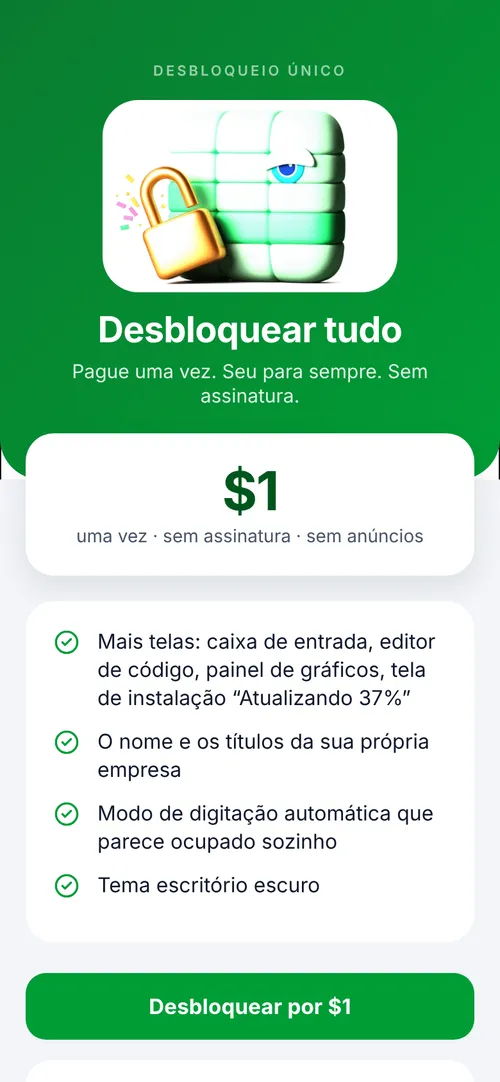 DESBLOQUEIO ÚNICO
Desbloquear tudo
Pague uma vez. Seu para sempre. Sem
assinatura.
$1
uma vez · sem assinatura · sem anúncios
Mais telas: caixa de entrada, editor
de código, painel de gráficos, tela
de instalação “Atualizando 37%”
O nome e os títulos da sua própria
empresa
Modo de digitação automática que
parece ocupado sozinho
Tema escritório escuro
Desbloquear por $1